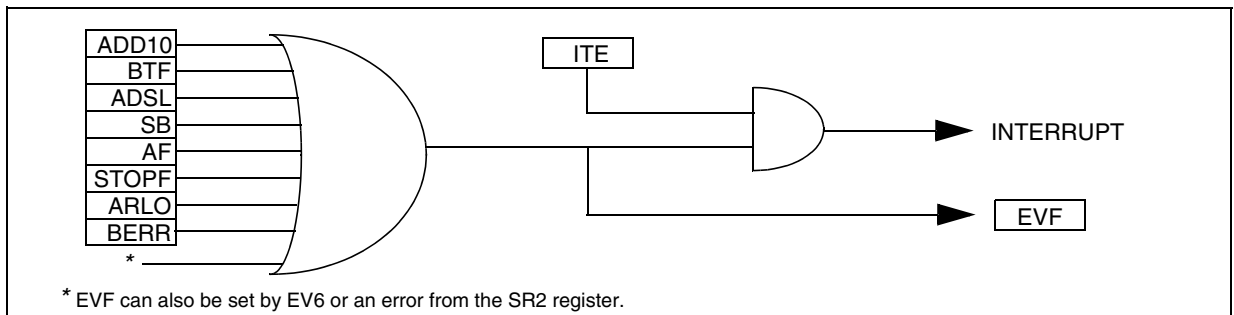 ADD10
BTF
ADSL
SB
AF
STOPF
ARLO
BERR
*
ITE
INTERRUPT
EVF
* EVF can also be set by EV6 or an error from the SR2 register.